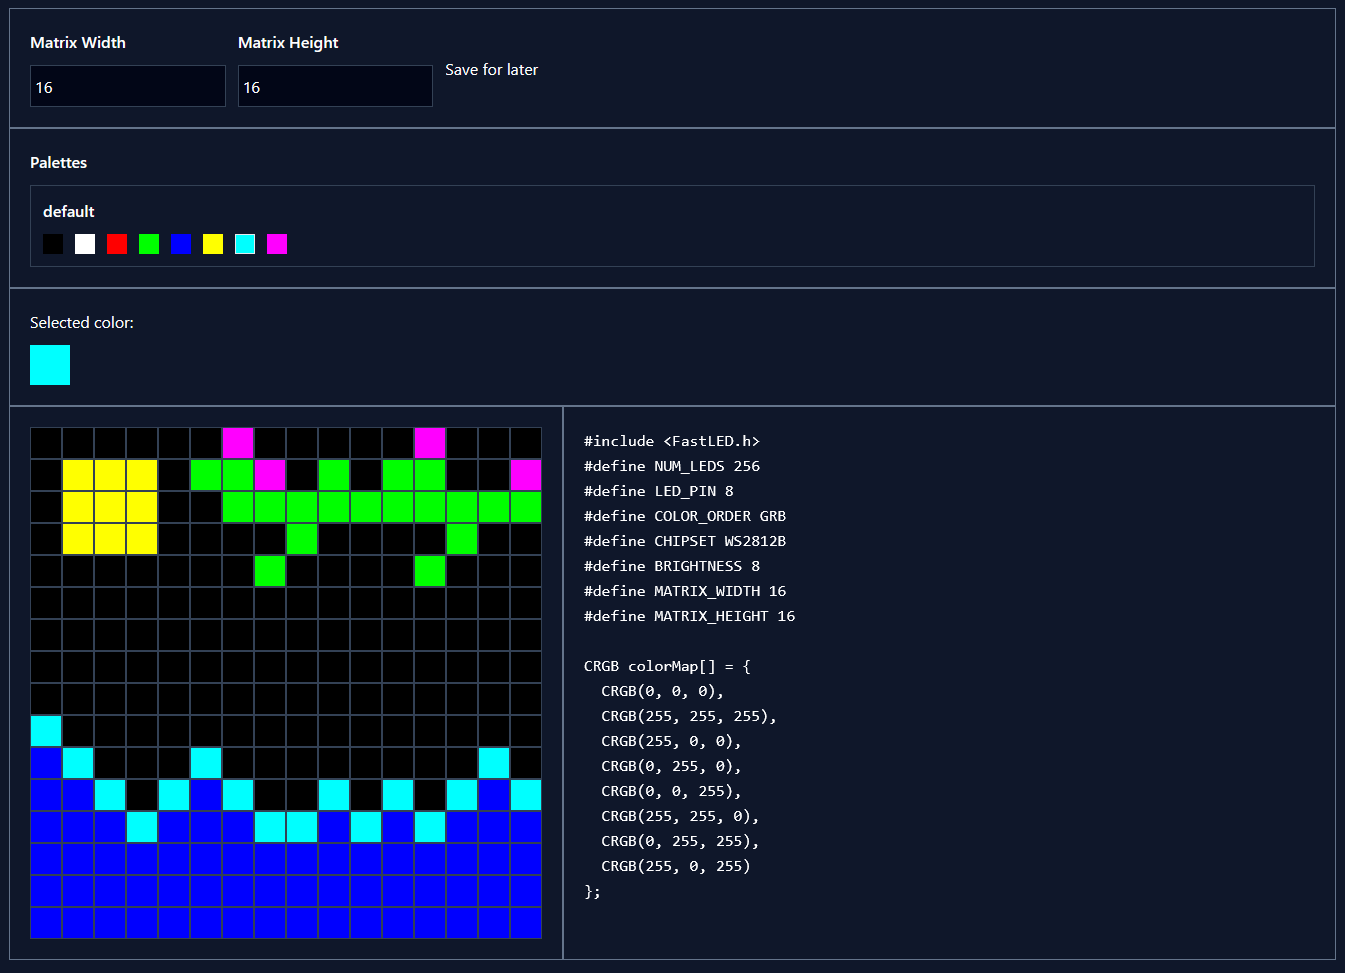 Matrix Width
Matrix Height
16
16
Save for later
Palettes
default
Selected color:
#include <FastLED.h>
#define NUM_LEDS 256
#define LED_PIN 8
#define COLOR_ORDER GRB
#define CHIPSET WS2812B
#define BRIGHTNESS 8
#define MATRIX_WIDTH 16
#define MATRIX_HEIGHT 16
CRGB colorMap[] = {
  CRGB(0, 0, 0),
  CRGB(255, 255, 255),
  CRGB(255, 0, 0),
  CRGB(0, 255, 0),
  CRGB(0, 0, 255),
  CRGB(255, 255, 0),
  CRGB(0, 255, 255),
  CRGB(255, 0, 255)
};